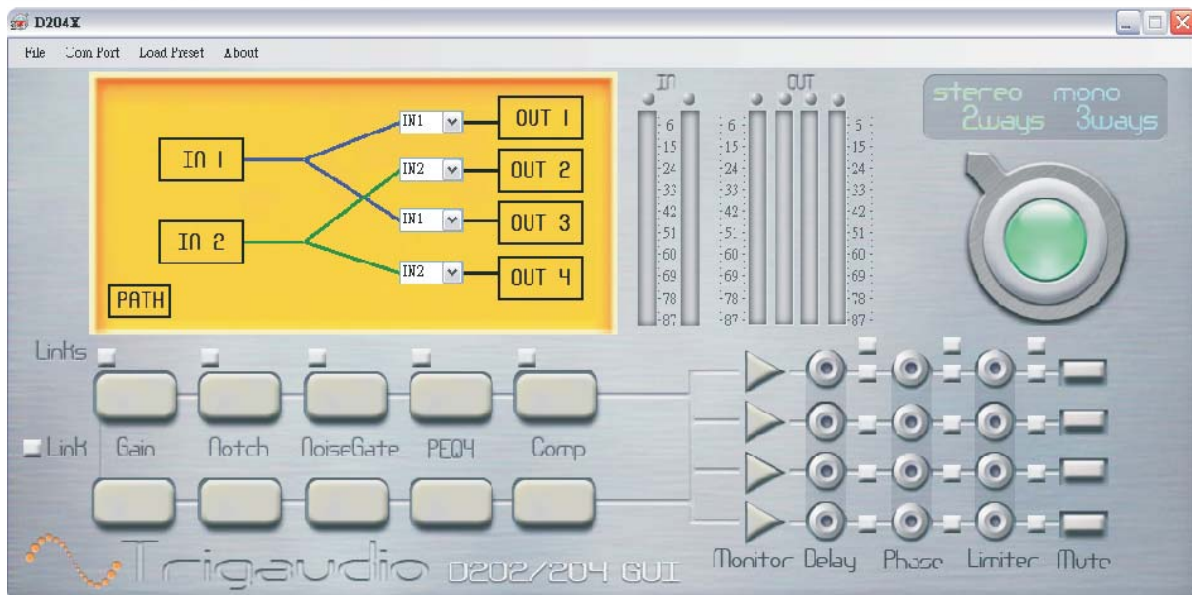 D204X
File Com Port Load Preset About
IN 1
IN 2
IN1
IN2
IN1
IN2
OUT 1
OUT 2
OUT 3
OUT 4
PATH
IN OUT
6 -6 5
-15 -15 -15
-24 -24 -24
-33 -33 -33
-42 -42 -42
-51 -51 -51
-60 -60 -60
-69 -69 -69
-78 -78 -78
-87 -87 -87
stereo mono
2ways 3ways
Links
Link Gain Notch NoiseGate PEQ4 Comp
Monitor Delay Phase Limiter Mute
Trigaudio D202/204 GUI